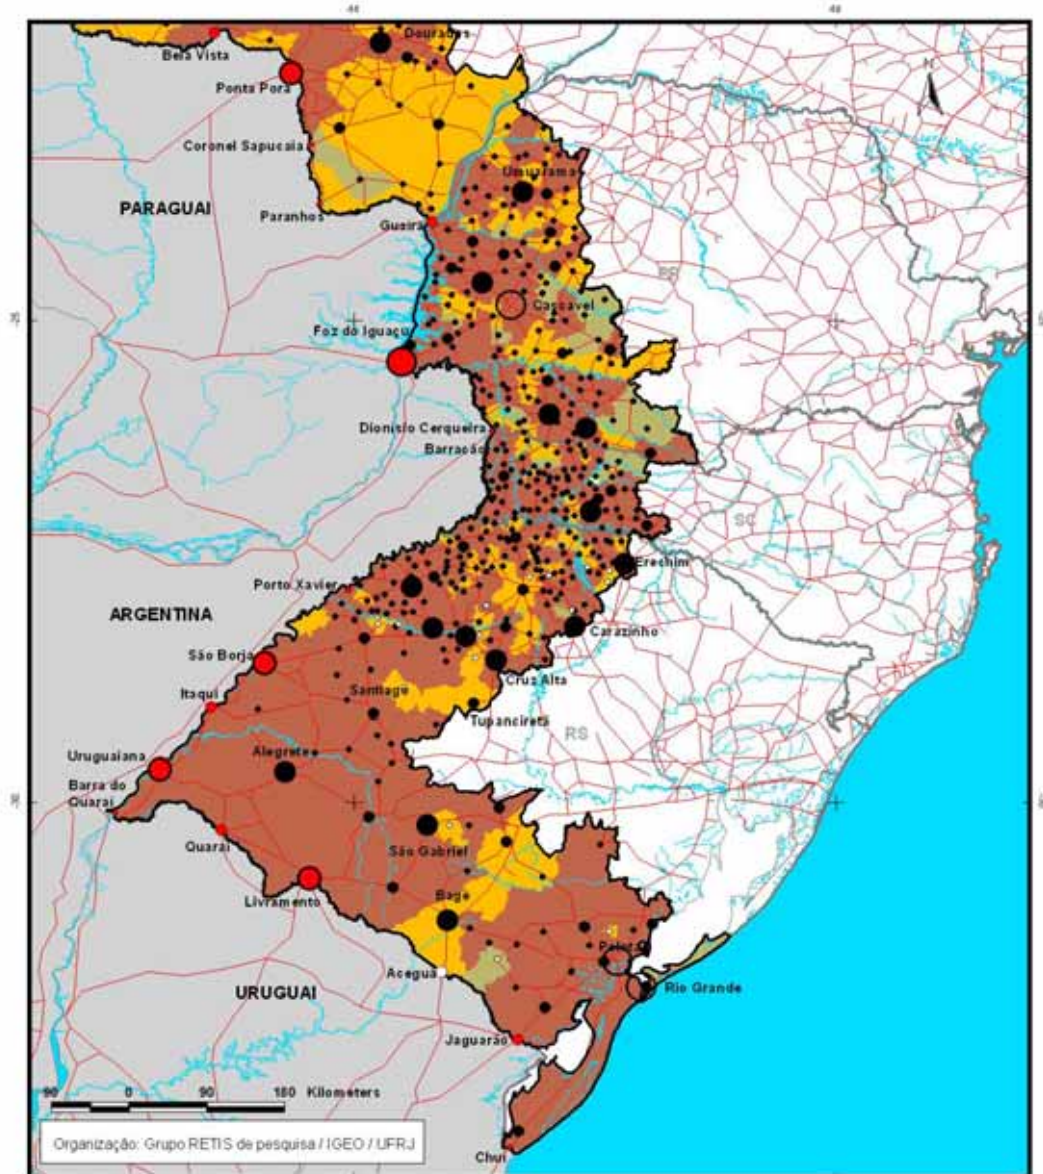 Dourados
Bela Vista
Ponta Porã
N
Coronel Sapucaia
Umuarama
PARAGUAI
Paranhos
Guaíra
PR
Cascavel
Foz do Iguaçu
Dionísio Cerqueira
Barracão
SC
Erechim
Porto Xavier
ARGENTINA
Carazinho
São Borja
Cruz Alta
Santiago
Itaqui
Tupanciretã
RS
Uruguaiana
Alegrete
Barra do
Quaraí
Quaraí
São Gabriel
Livramento
Bagé
Pelotas
Aceguá
Rio Grande
URUGUAI
Jaguarão
90 0 90 180 Kilometers
Organização: Grupo RETIS de pesquisa / IGEO / UFRJ
Chuí